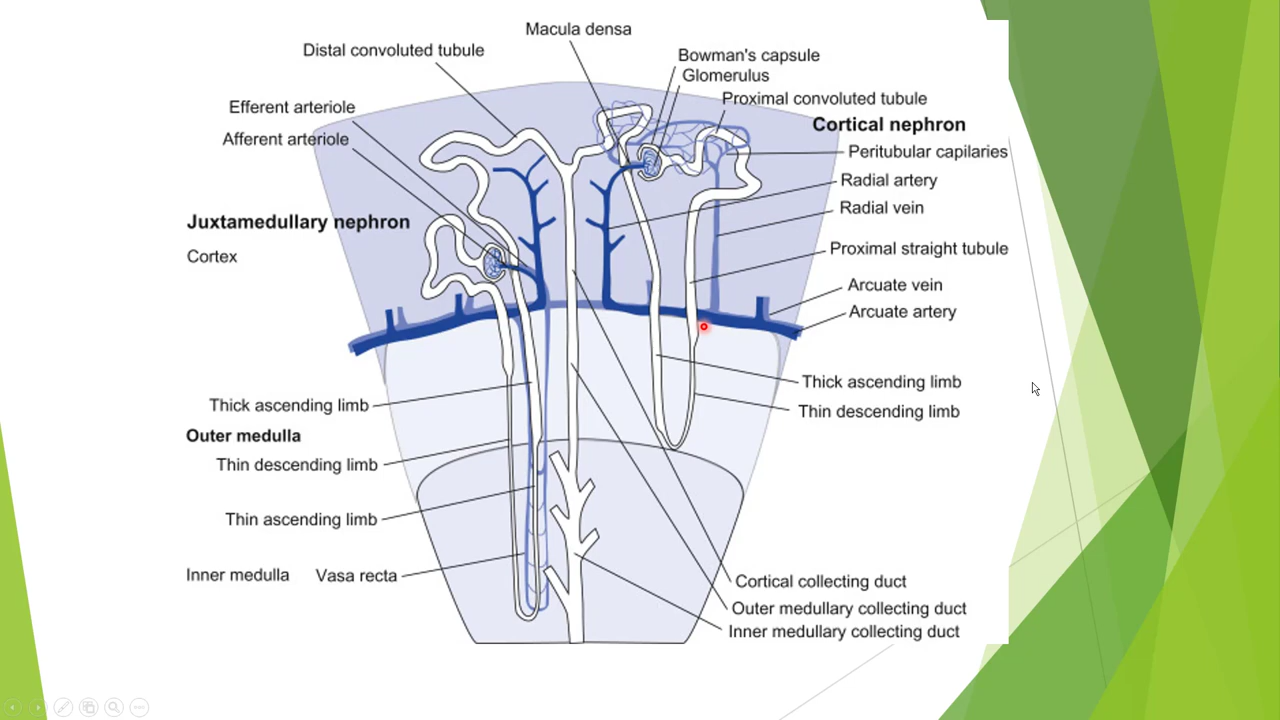 Macula densa
Distal convoluted tubule
Bowman's capsule
Glomerulus
Efferent arteriole
Proximal convoluted tubule
Afferent arteriole
Cortical nephron
Peritubular capilaries
Radial artery
Juxtamedullary nephron
Radial vein
Cortex
Proximal straight tubule
Arcuate vein
Arcuate artery
Thick ascending limb
Thin descending limb
Thick ascending limb
Outer medulla
Thin descending limb
Thin ascending limb
Inner medulla
Vasa recta
Cortical collecting duct
Outer medullary collecting duct
Inner medullary collecting duct